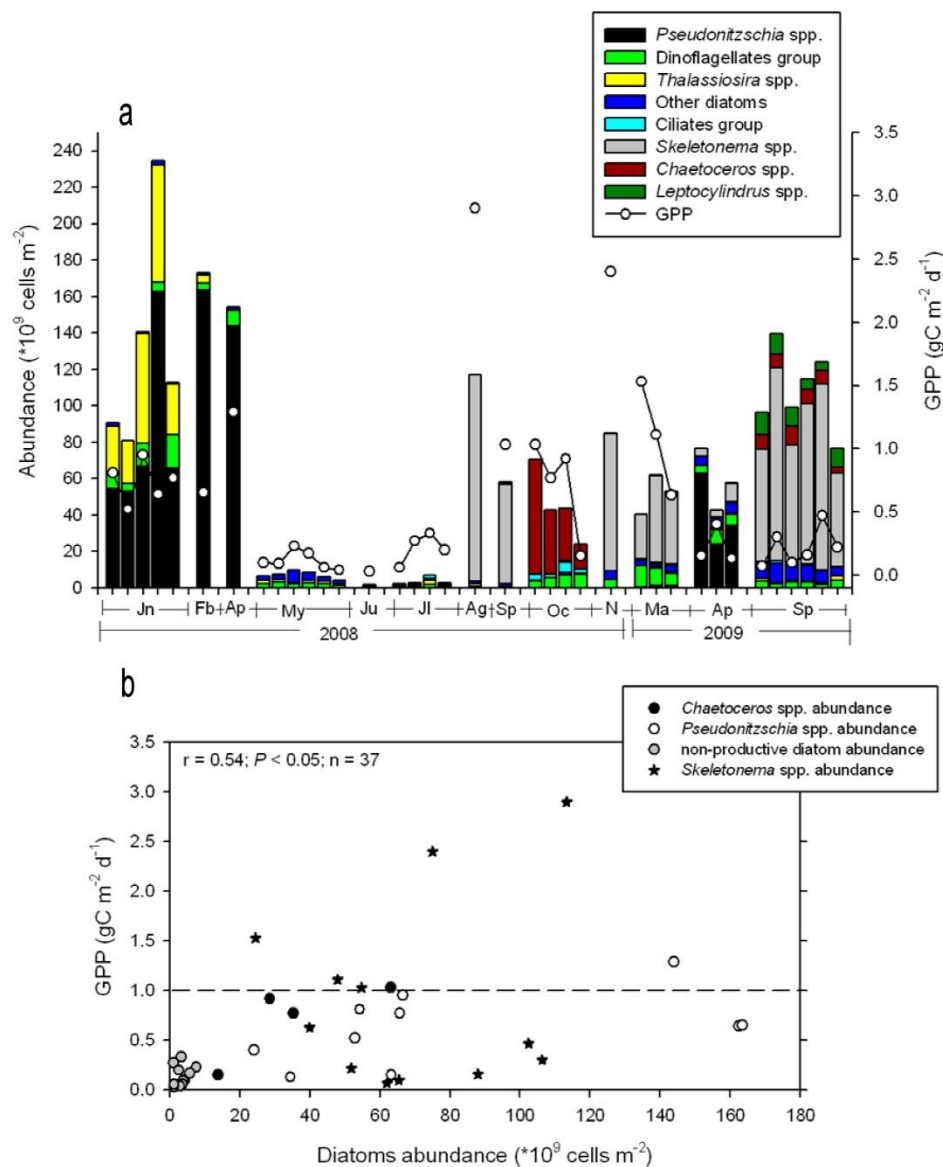 a
Pseudonitzschia spp.
Dinoflagellates group
Thalassiosira spp.
Other diatoms
Ciliates group
Skeletonema spp.
Chaetoceros spp.
Leptocylindrus spp.
GPP
Abundance (*10⁹ cells m⁻²)
240
220
200
180
160
140
120
100
80
60
40
20
0
3.5
3.0
2.5
2.0
1.5
1.0
0.5
0.0
GPP (gC m⁻² d⁻¹)
Jn Fb Ap My Ju Jl Ag Sp Oc N Ma Ap Sp
2008 2009
b
Chaetoceros spp. abundance
Pseudonitzschia spp. abundance
non-productive diatom abundance
Skeletonema spp. abundance
r = 0.54; P < 0.05; n = 37
GPP (gC m⁻² d⁻¹)
3.5
3.0
2.5
2.0
1.5
1.0
0.5
0.0
0 20 40 60 80 100 120 140 160 180
Diatoms abundance (*10⁹ cells m⁻²)